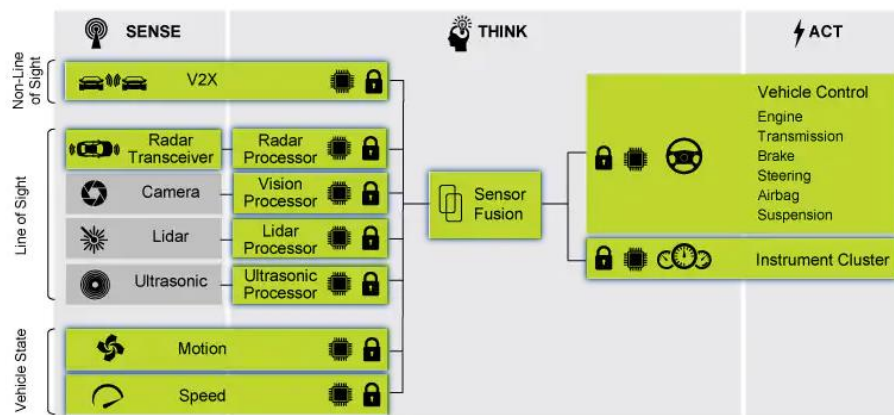 SENSE
THINK
ACT
Non-Line
of Sight
V2X
Line of Sight
Radar
Transceiver
Radar
Processor
Camera
Vision
Processor
Lidar
Lidar
Processor
Ultrasonic
Ultrasonic
Processor
Vehicle State
Motion
Speed
Sensor
Fusion
Vehicle Control
Engine
Transmission
Brake
Steering
Airbag
Suspension
Instrument Cluster